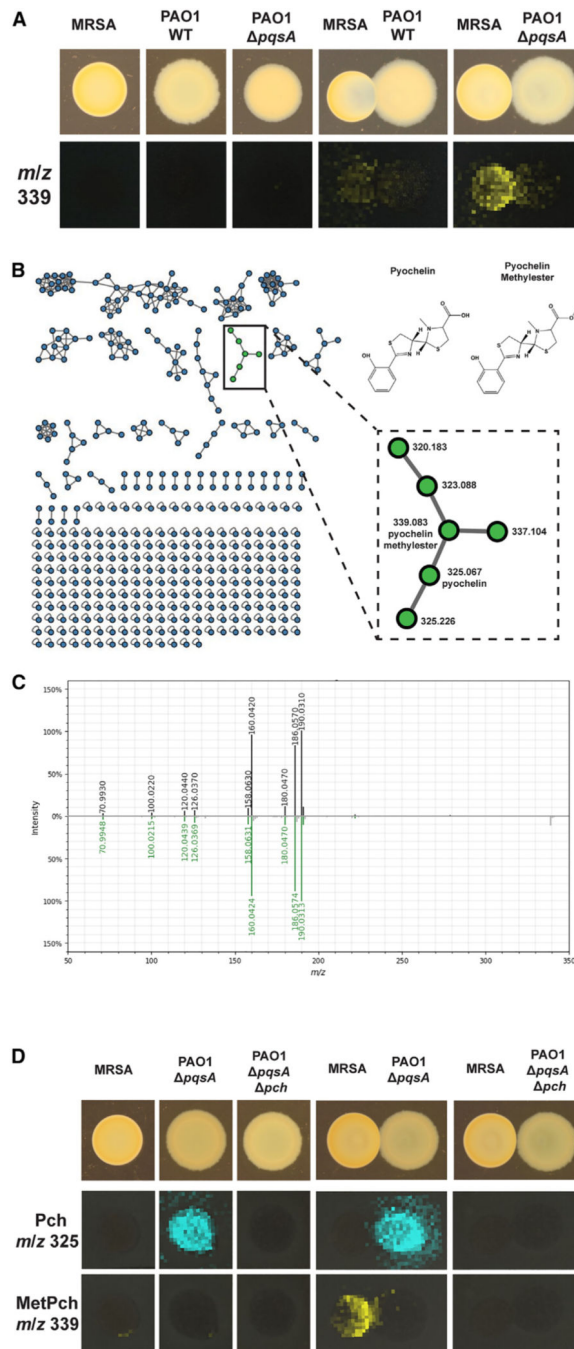 A
MRSA
PAO1
WT
PAO1
ΔpqsA
MRSA
PAO1
WT
MRSA
PAO1
ΔpqsA
m/z
339
B
Pyochelin
Pyochelin
Methylester
OH
N
S
N
H
H
S
OH
O
N
S
N
H
H
S
OH
O
320.183
323.088
339.083
pyochelin
methylester
337.104
325.067
pyochelin
325.226
C
150%
100%
50%
0%
50%
100%
150%
Intensity
70.9930
100.0220
120.0440
126.0370
158.0630
160.0420
180.0470
186.0570
190.0310
70.9948
100.0215
120.0439
126.0369
158.0631
160.0424
180.0470
186.0574
190.0313
50
100
150
200
250
300
350
m/z
D
MRSA
PAO1
ΔpqsA
PAO1
ΔpqsA
Δpch
MRSA
PAO1
ΔpqsA
MRSA
PAO1
ΔpqsA
Δpch
Pch
m/z 325
MetPch
m/z 339